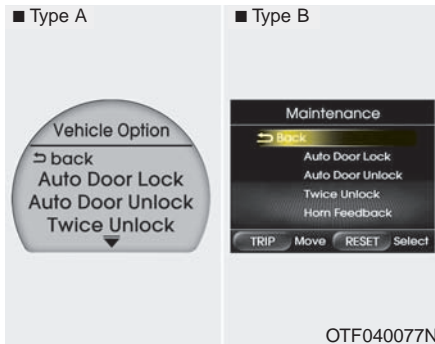 ■ Type A
■ Type B
Vehicle Option
back
Auto Door Lock
Auto Door Unlock
Twice Unlock
Maintenance
Back
Auto Door Lock
Auto Door Unlock
Twice Unlock
Horn Feedback
TRIP Move RESET Select
OTF040077N